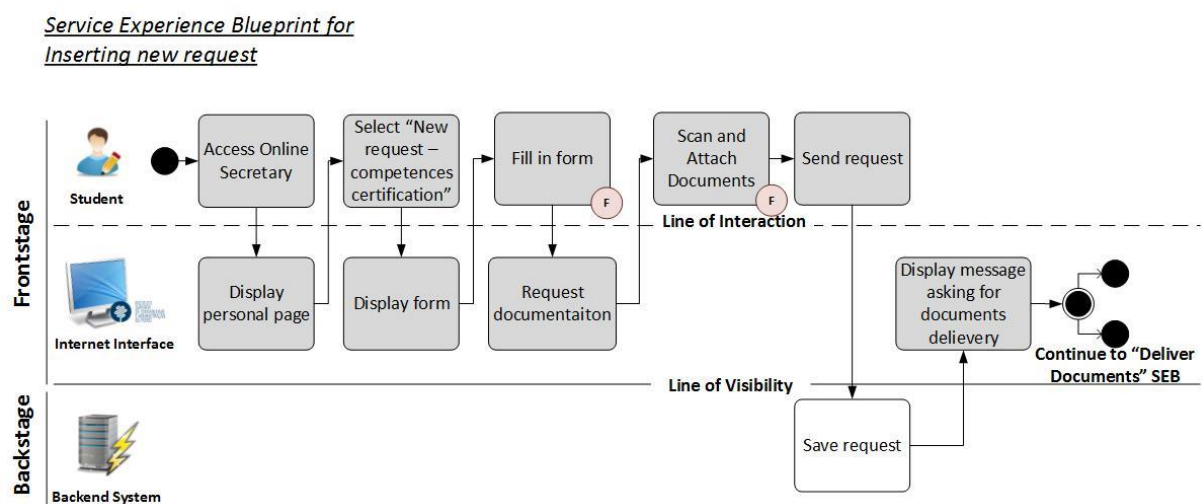 Service Experience Blueprint for
Inserting new request
Frontstage
Student
Access Online
Secretary
Select “New
request –
competences
certification”
Fill in form
F
Scan and
Attach
Documents
F
Send request
Line of Interaction
Internet Interface
Display
personal page
Display form
Request
documentaiton
Display message
asking for
documents
delievery
Continue to “Deliver
Documents” SEB
Line of Visibility
Backstage
Backend System
Save request